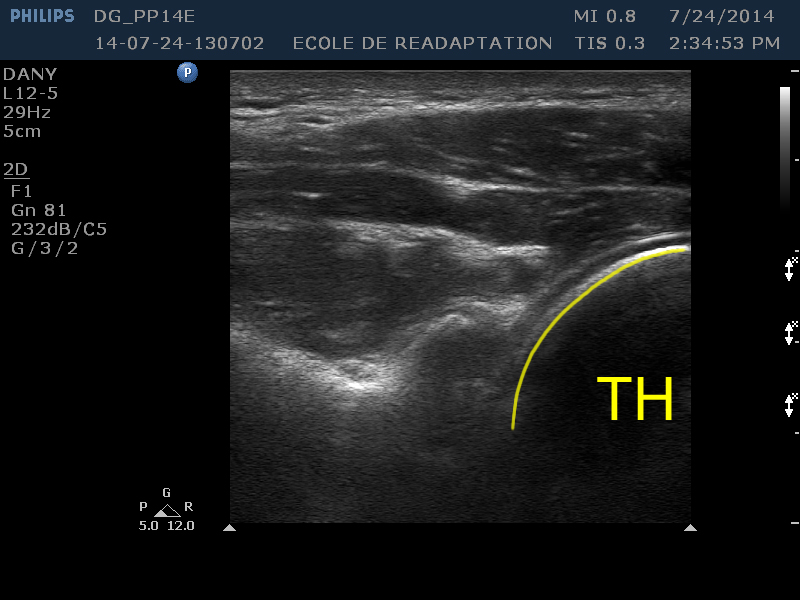 PHILIPS DG_PP14E MI 0.8 7/24/2014
14-07-24-130702 ECOLE DE READAPTATION TIS 0.3 2:34:53 PM
DANY
P
L12-5
29Hz
5cm
2D
F1
Gn 81
232dB/C5
G/3/2
TH
G
P R
5.0 12.0